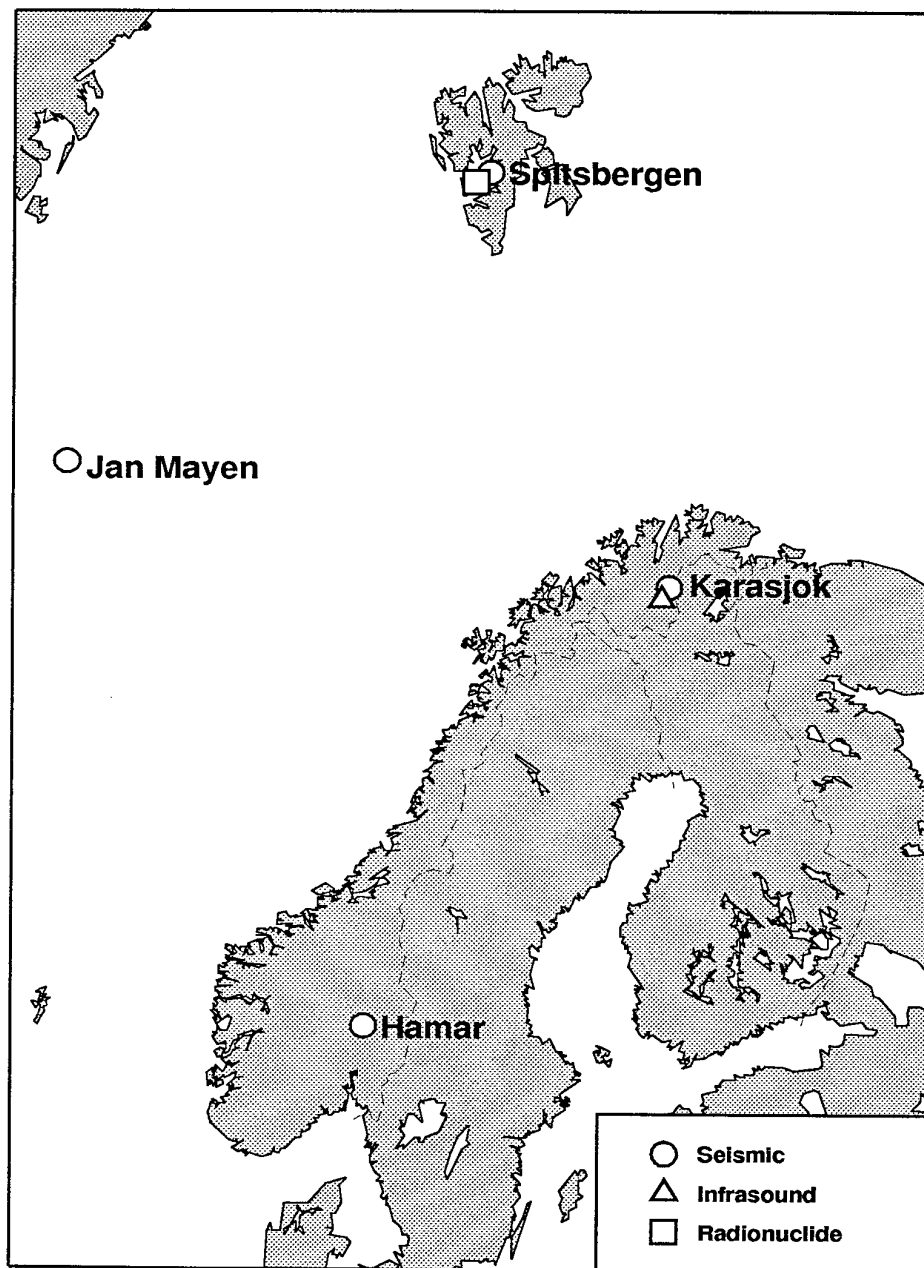 Spitsbergen
Jan Mayen
Karasjok
Hamar
Seismic
Infrasound
Radionuclide